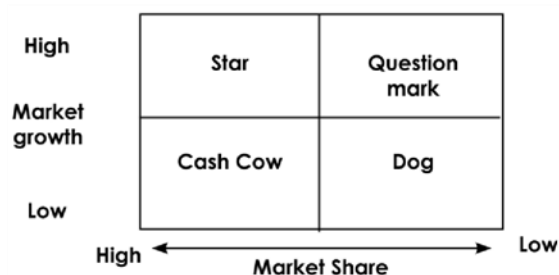 High
Star
Question
mark
Market
growth
Cash Cow
Dog
Low
High
Market Share
Low